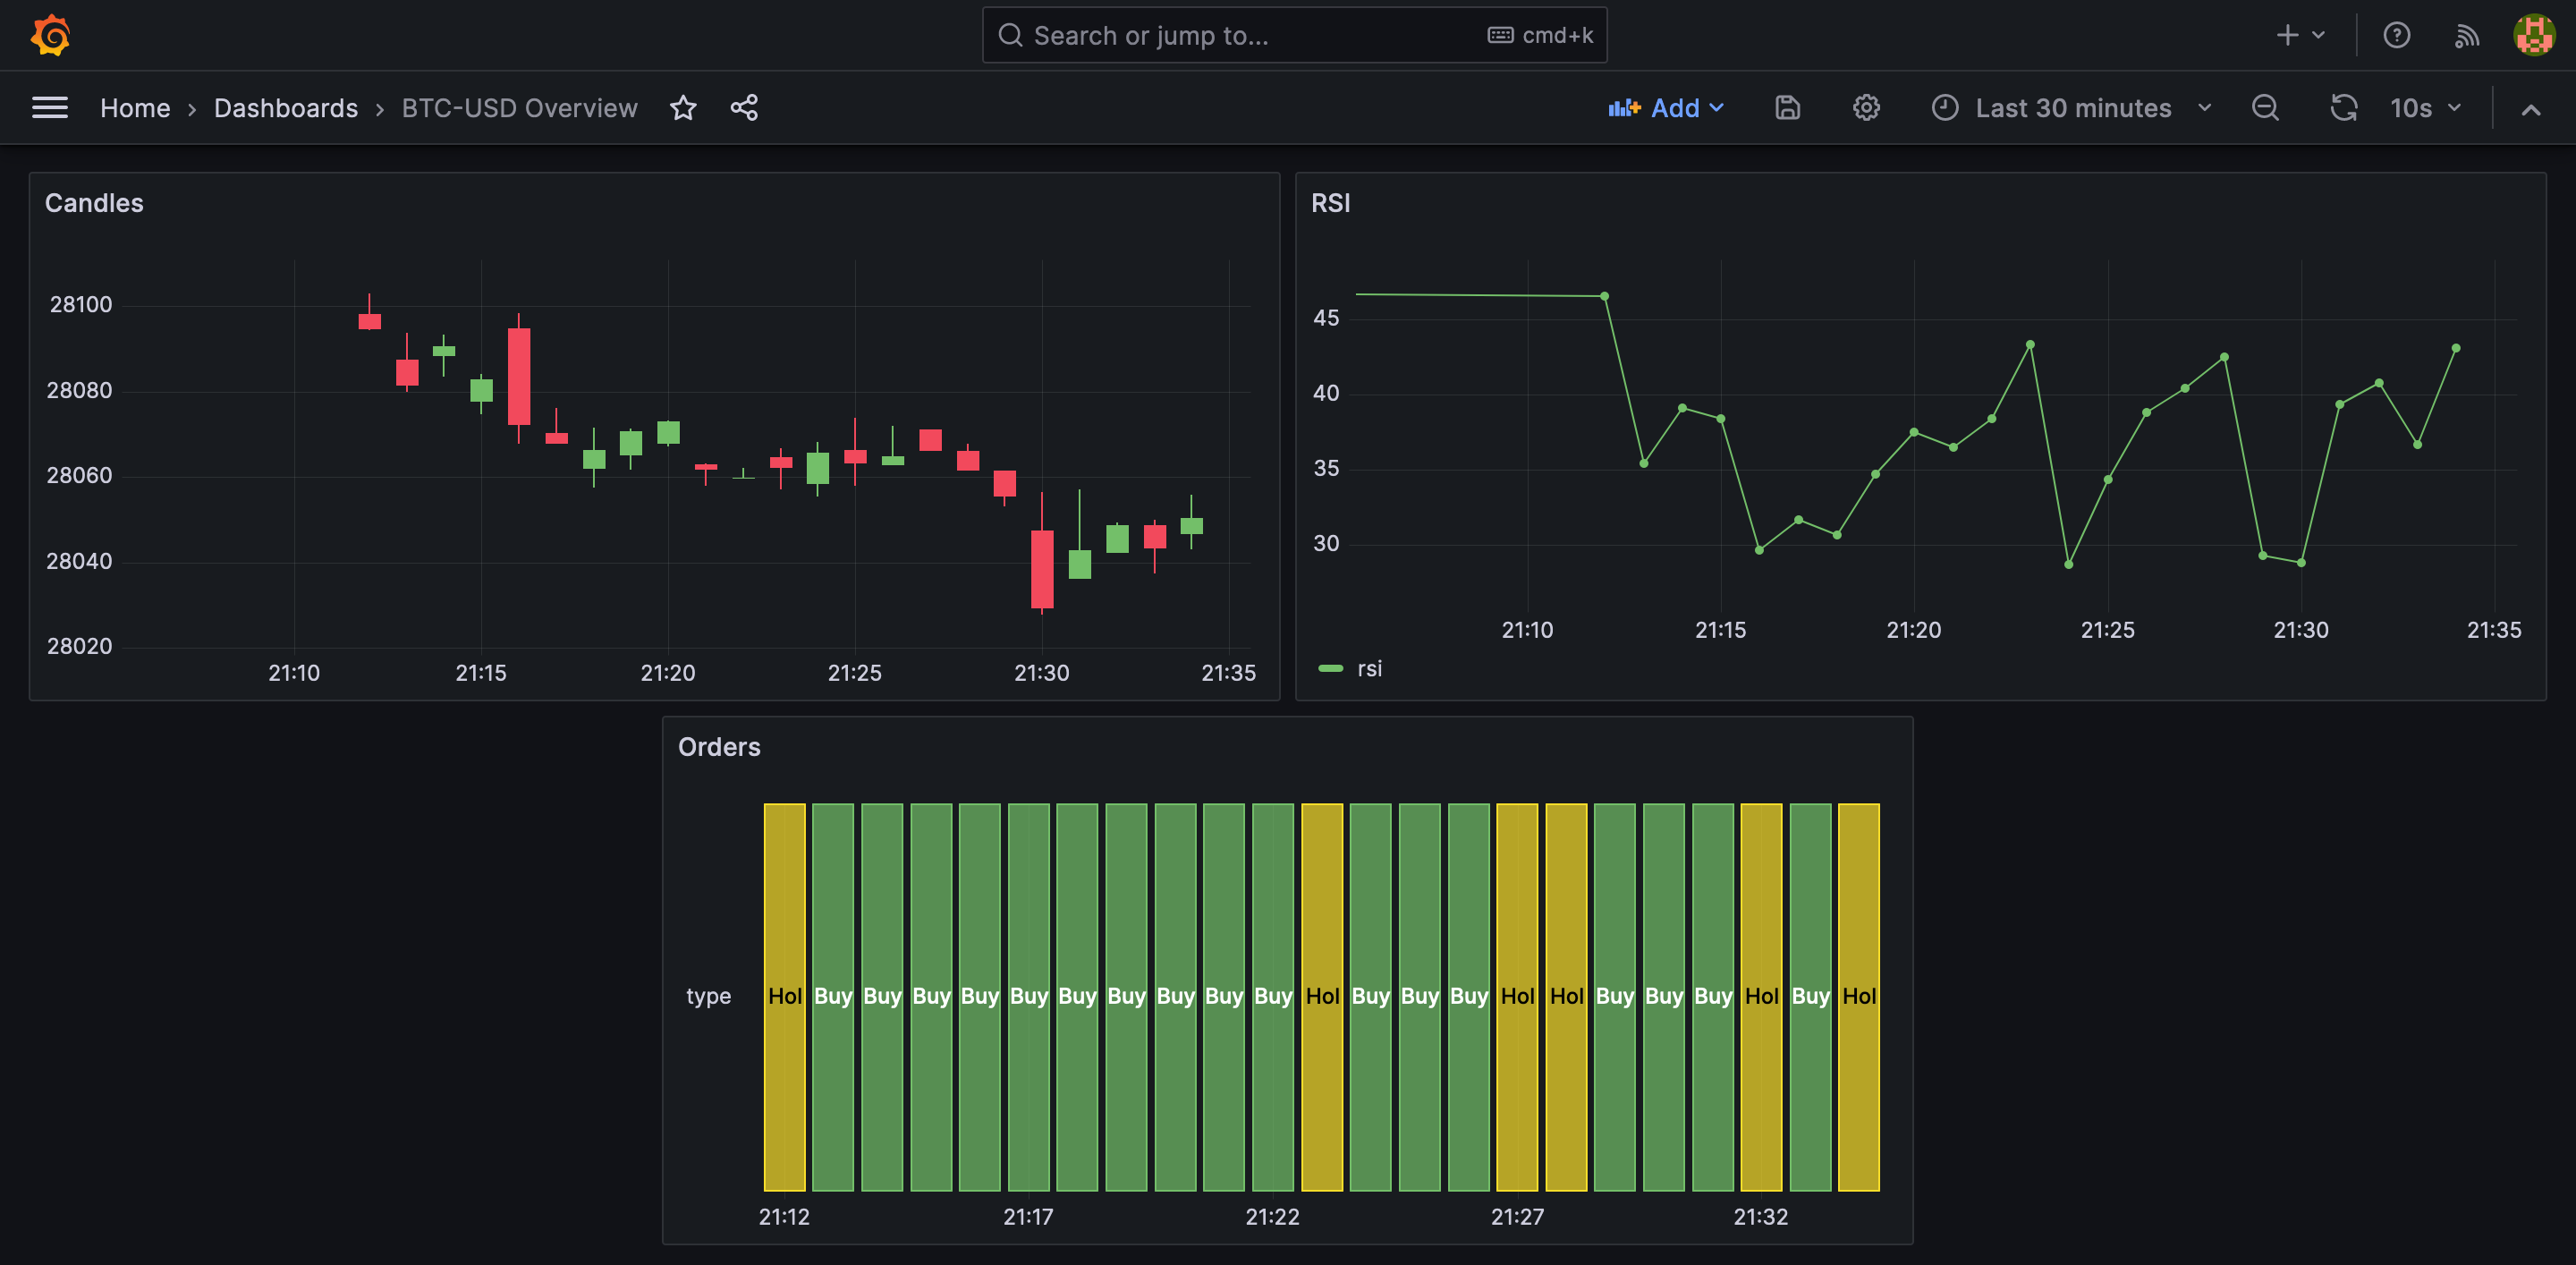 Search or jump to... cmd+k
Home › Dashboards › BTC-USD Overview Add Last 30 minutes 10s
Candles
28100
28080
28060
28040
28020
21:10 21:15 21:20 21:25 21:30 21:35
RSI
45
40
35
30
21:10 21:15 21:20 21:25 21:30 21:35
rsi
Orders
type Hol Buy Buy Buy Buy Buy Buy Buy Buy Buy Buy Hol Buy Buy Buy Hol Hol Buy Buy Buy Hol Buy Hol
21:12 21:17 21:22 21:27 21:32